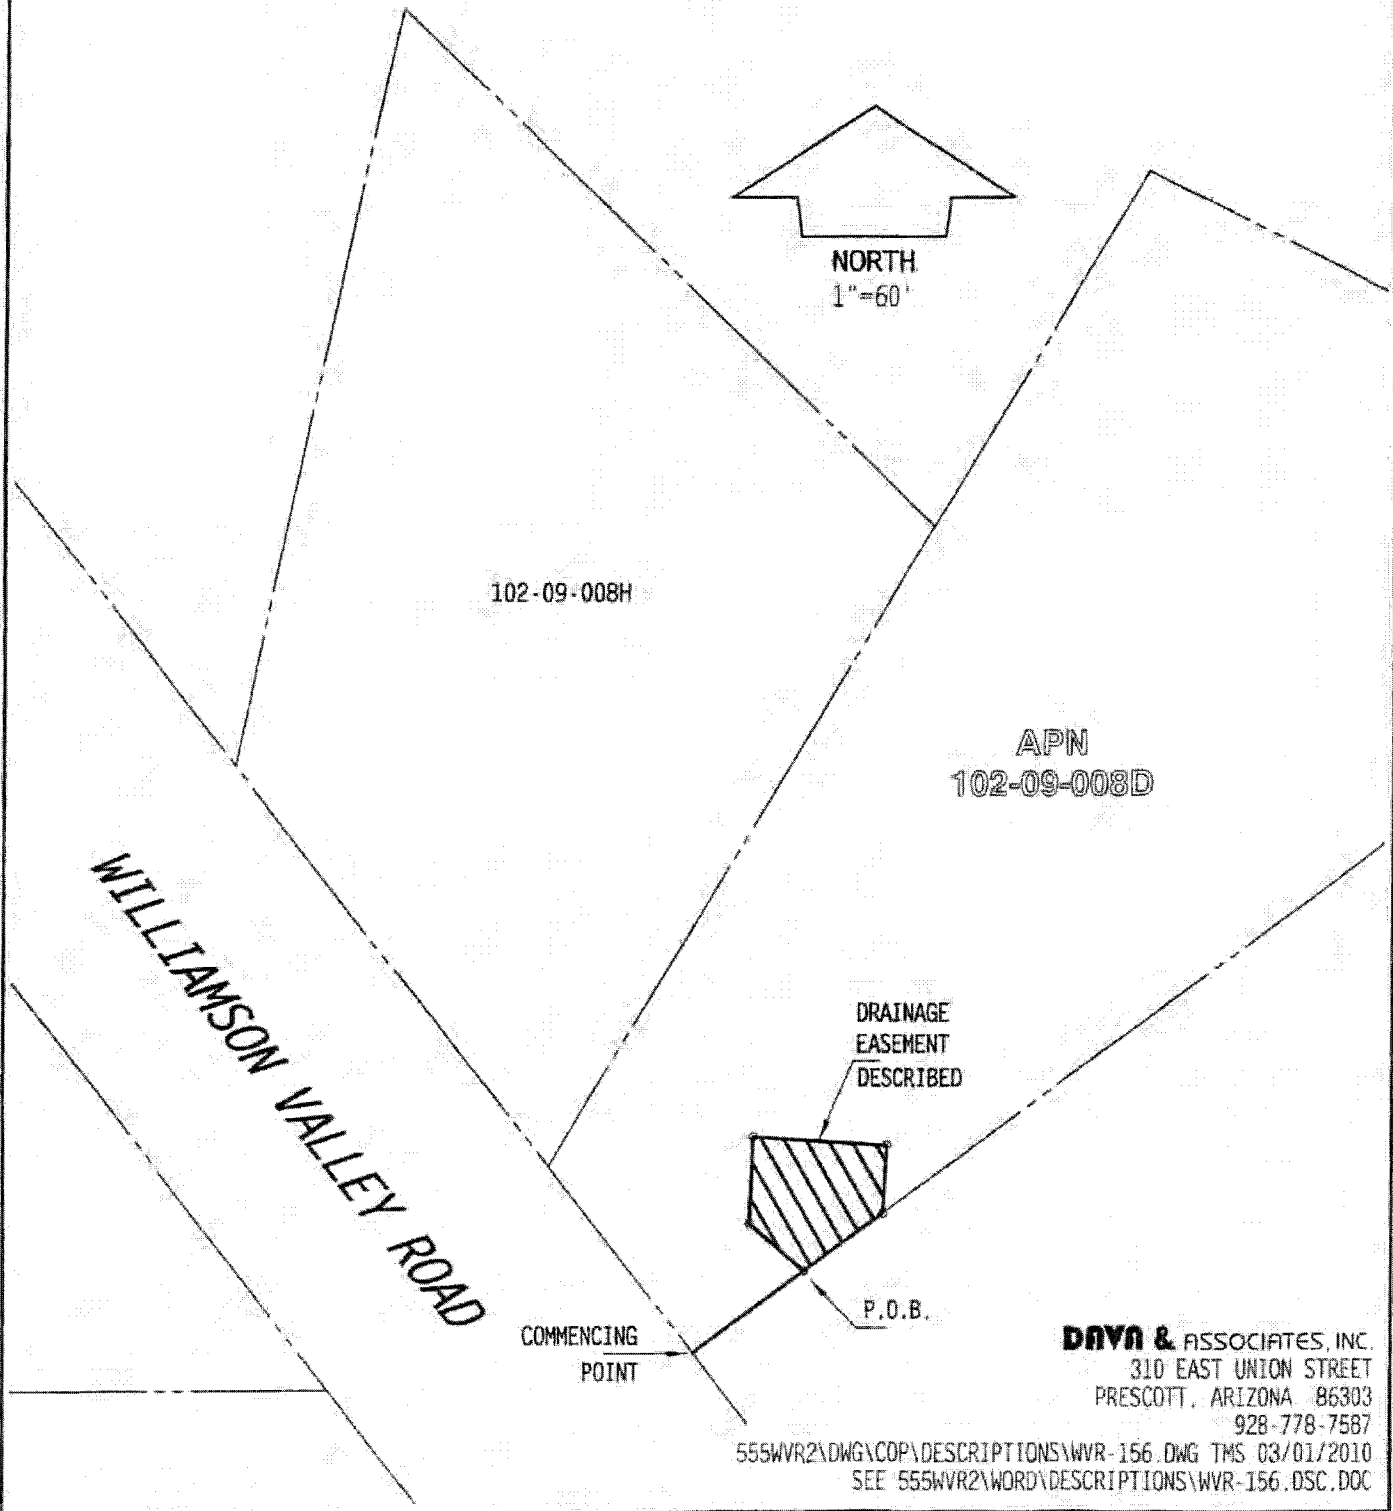 NORTH
1"=60'
102-09-008H
APN
102-09-008D
WILLIAMSON VALLEY ROAD
DRAINAGE
EASEMENT
DESCRIBED
P.O.B.
COMMENCING
POINT
DAVA & ASSOCIATES, INC.
310 EAST UNION STREET
PRESCOTT, ARIZONA 86303
928-778-7587
555WVR2\DWG\COP\DESCRIPTIONS\WVR-156.DWG TMS 03/01/2010
SEE 555WVR2\WORD\DESCRIPTIONS\WVR-156.DSC.DOC